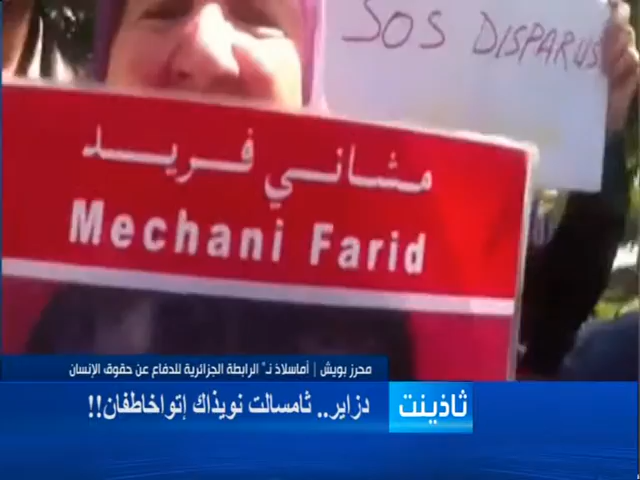 SOS DISPARUS
مشاني فريد
Mechani Farid
محرز بويش | أماسلاذ نـ" الرابطة الجزائرية للدفاع عن حقوق الإنسان
ثاذينت
دزاير.. ثامسالت نويذاك إتواخاطفان!!